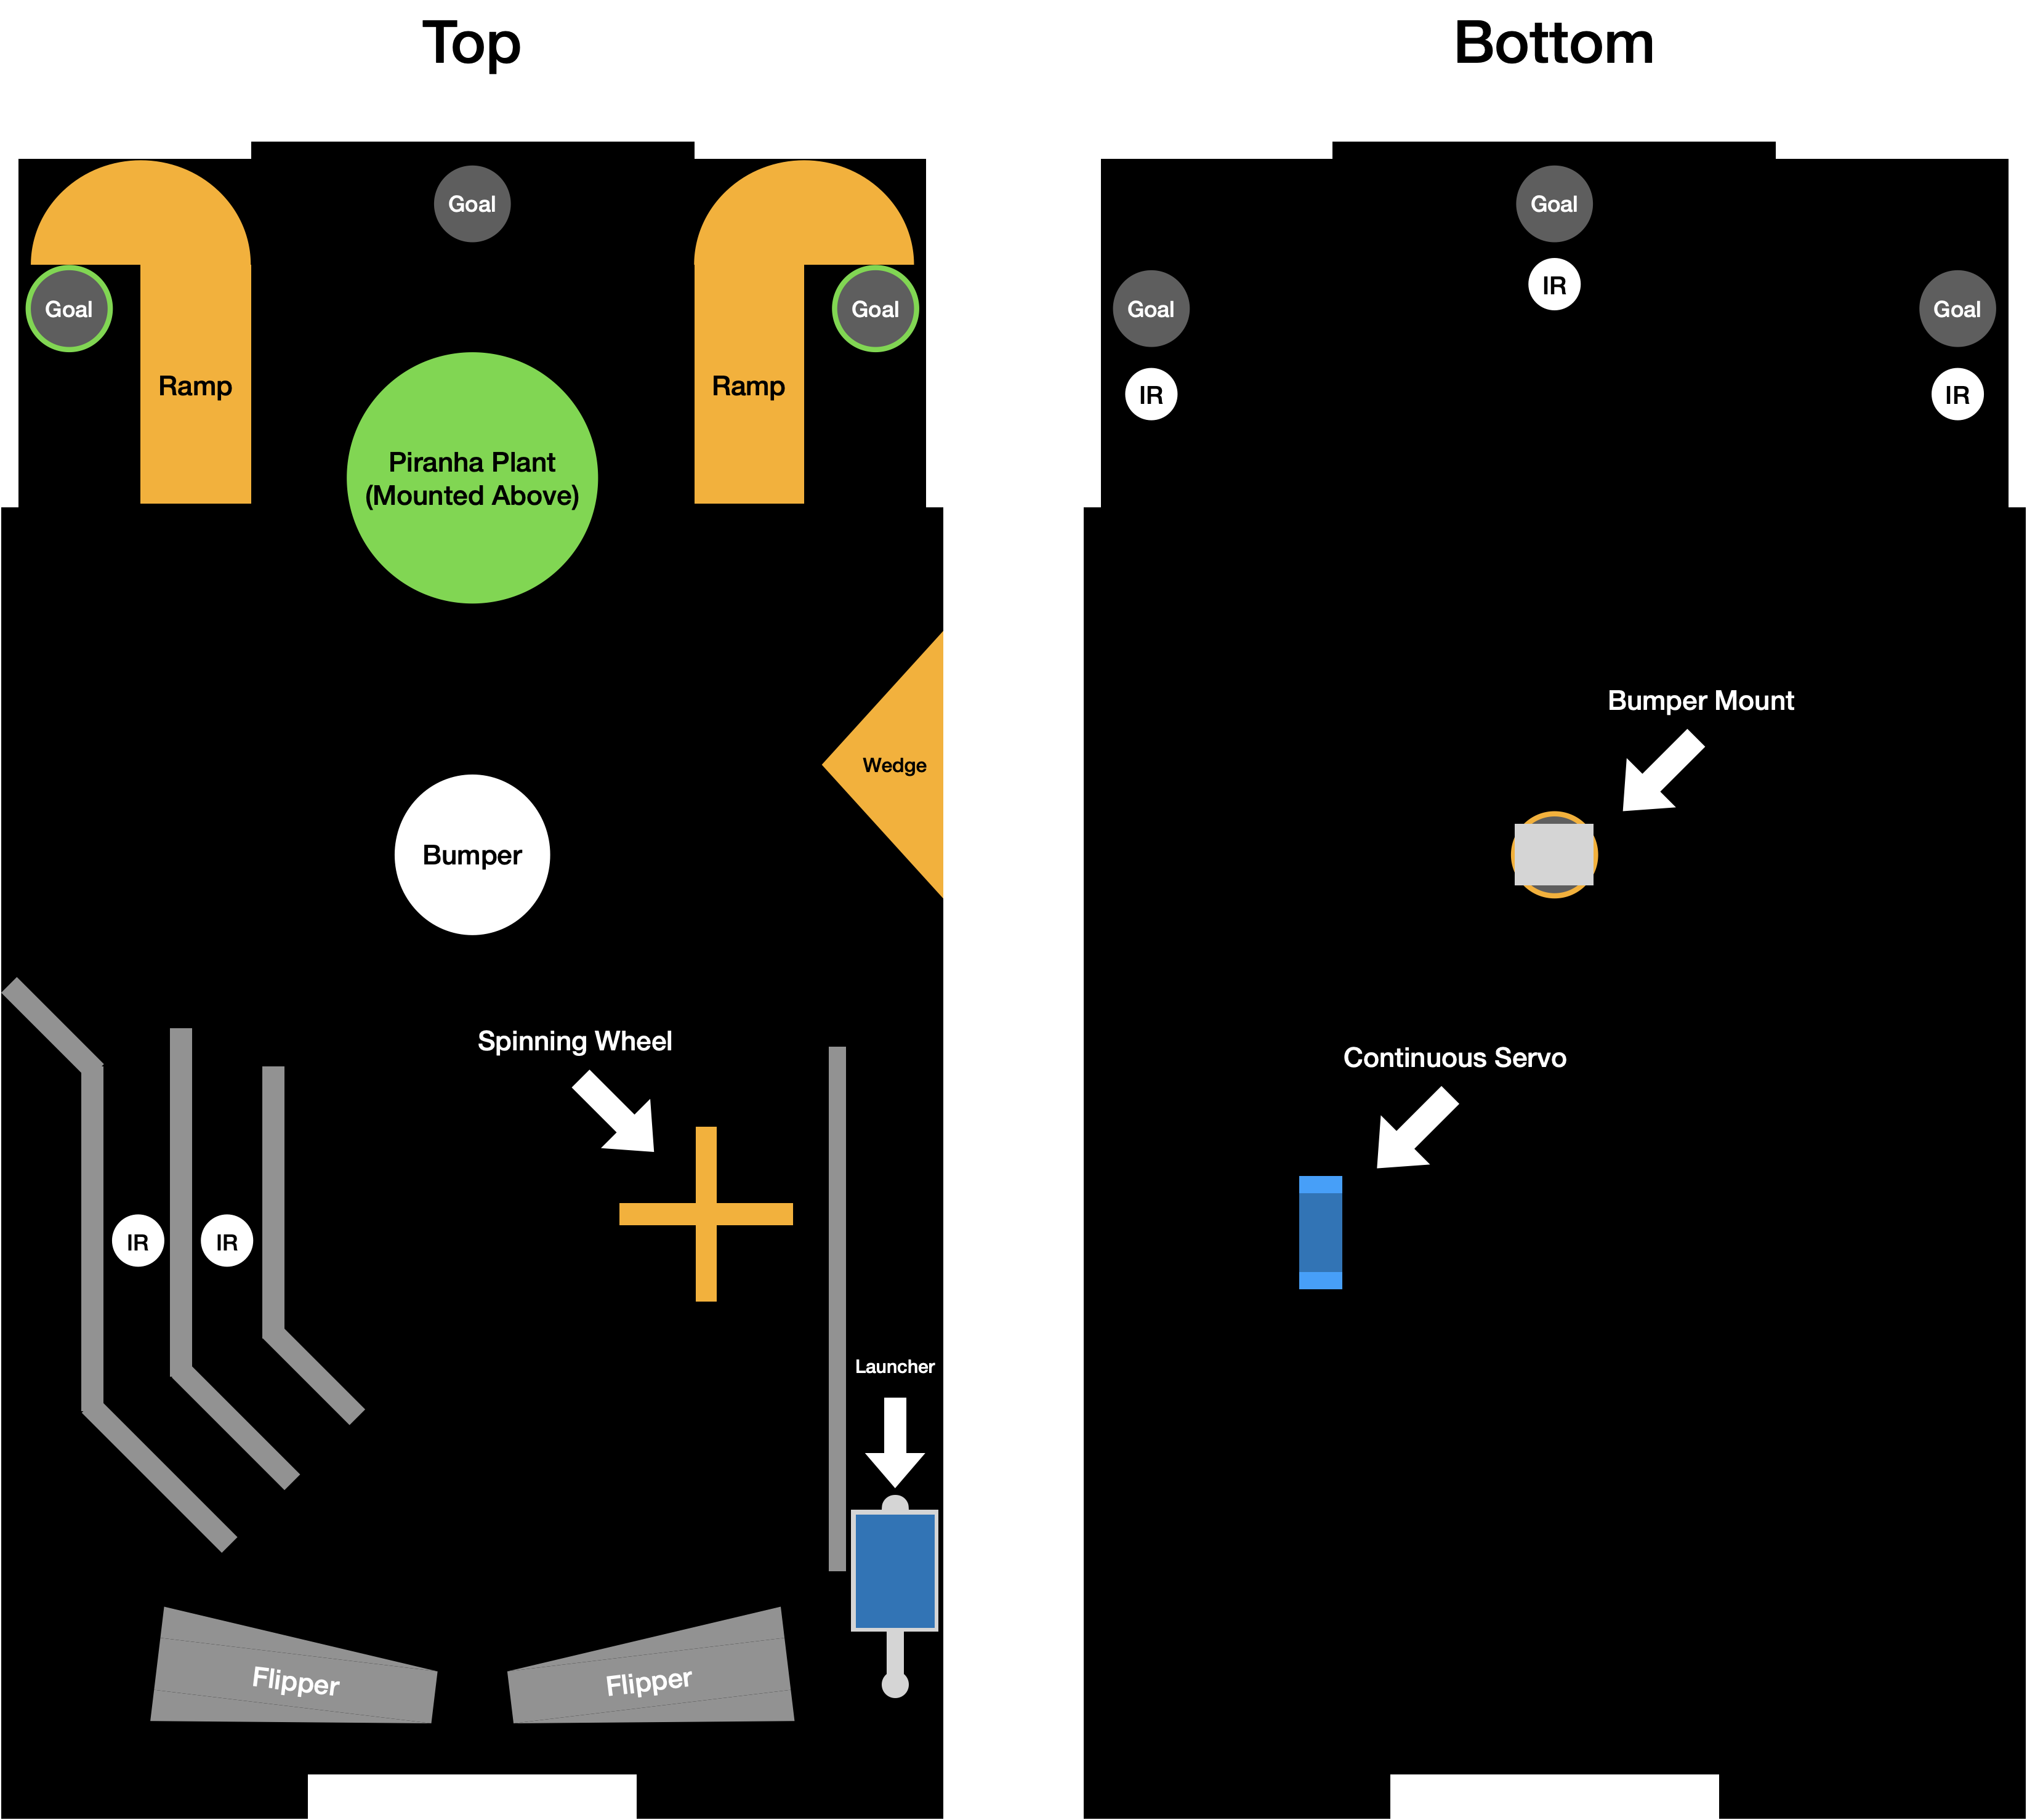 Top
Goal
Goal
Goal
Ramp
Ramp
Piranha Plant
(Mounted Above)
Wedge
Bumper
Spinning Wheel
IR
IR
Launcher
Flipper
Flipper
Bottom
Goal
IR
Goal
Goal
IR
IR
Bumper Mount
Continuous Servo